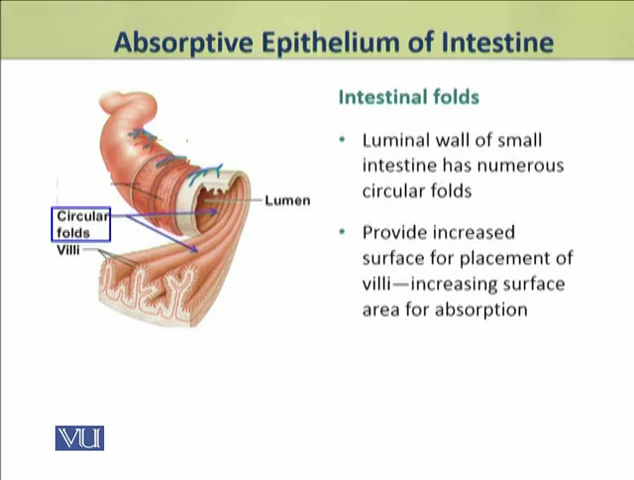 Absorptive Epithelium of Intestine
Intestinal folds
• Luminal wall of small
intestine has numerous
circular folds
• Provide increased
surface for placement of
villi—increasing surface
area for absorption
Lumen
Circular
folds
Villi
VU